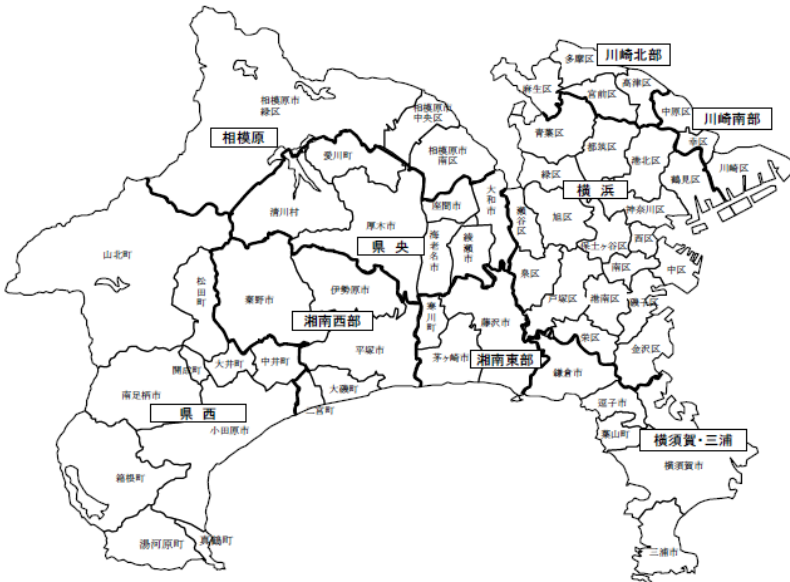 多摩区
川崎北部
麻生区
宮前区
高津区
中原区
川崎南部
幸区
川崎区
相模原市
緑区
相模原市
中央区
相模原市
南区
相模原
愛川町
青葉区
都筑区
港北区
鶴見区
緑区
横浜
清川村
座間市
大和市
瀬谷区
旭区
神奈川区
厚木市
県央
海老名市
綾瀬市
保土ヶ谷区
西区
中区
南区
山北町
松田町
秦野市
伊勢原市
泉区
戸塚区
港南区
磯子区
湘南西部
寒川町
藤沢市
栄区
金沢区
平塚市
茅ヶ崎市
湘南東部
鎌倉市
開成町
大井町
中井町
南足柄市
大磯町
二宮町
逗子市
県西
小田原市
葉山町
横須賀・三浦
横須賀市
箱根町
湯河原町
真鶴町
三浦市